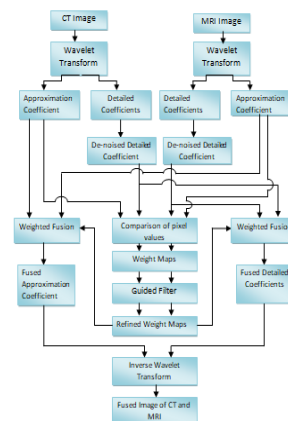 CT Image
MRI Image
Wavelet
Transform
Wavelet
Transform
Approximation
Coefficient
Detailed
Coefficients
Detailed
Coefficients
Approximation
Coefficient
De-noised Detailed
Coefficient
De-noised Detailed
Coefficient
Weighted Fusion
Comparison of pixel
values
Weighted Fusion
Weight Maps
Fused
Approximation
Coefficient
Guided Filter
Fused Detailed
Coefficients
Refined Weight Maps
Inverse Wavelet
Transform
Fused Image of CT and
MRI